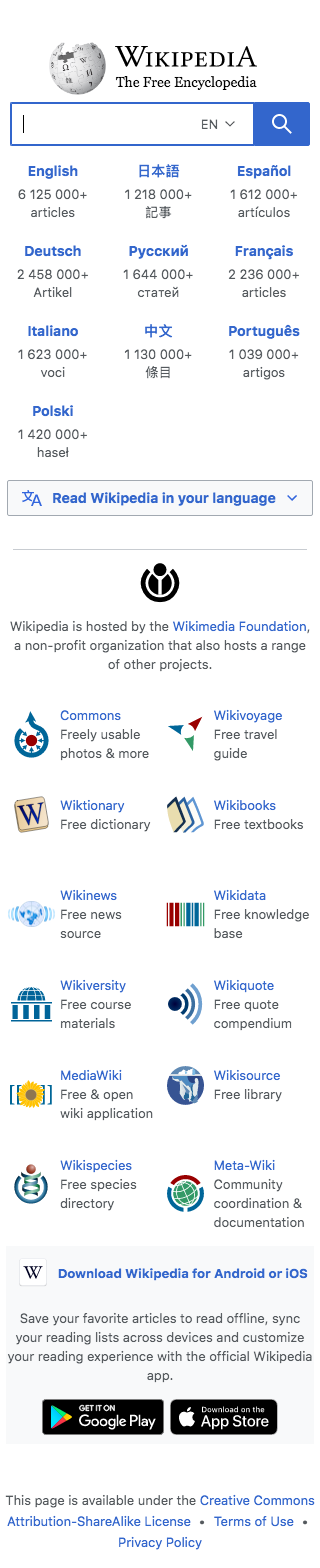 WIKIPEDIA
The Free Encyclopedia
EN
English
6 125 000+
articles
日本語
1 218 000+
記事
Español
1 612 000+
artículos
Deutsch
2 458 000+
Artikel
Русский
1 644 000+
статей
Français
2 236 000+
articles
Italiano
1 623 000+
voci
中文
1 130 000+
條目
Português
1 039 000+
artigos
Polski
1 420 000+
haseł
Read Wikipedia in your language
Wikipedia is hosted by the Wikimedia Foundation,
a non-profit organization that also hosts a range
of other projects.
Commons
Freely usable
photos & more
Wikivoyage
Free travel
guide
W
Wiktionary
Free dictionary
Wikibooks
Free textbooks
Wikinews
Free news
source
Wikidata
Free knowledge
base
Wikiversity
Free course
materials
Wikiquote
Free quote
compendium
MediaWiki
Free & open
wiki application
Wikisource
Free library
Wikispecies
Free species
directory
Meta-Wiki
Community
coordination &
documentation
W
Download Wikipedia for Android or iOS
Save your favorite articles to read offline, sync
your reading lists across devices and customize
your reading experience with the official Wikipedia
app.
GET IT ON
Google Play
Download on the
App Store
This page is available under the Creative Commons
Attribution-ShareAlike License • Terms of Use •
Privacy Policy